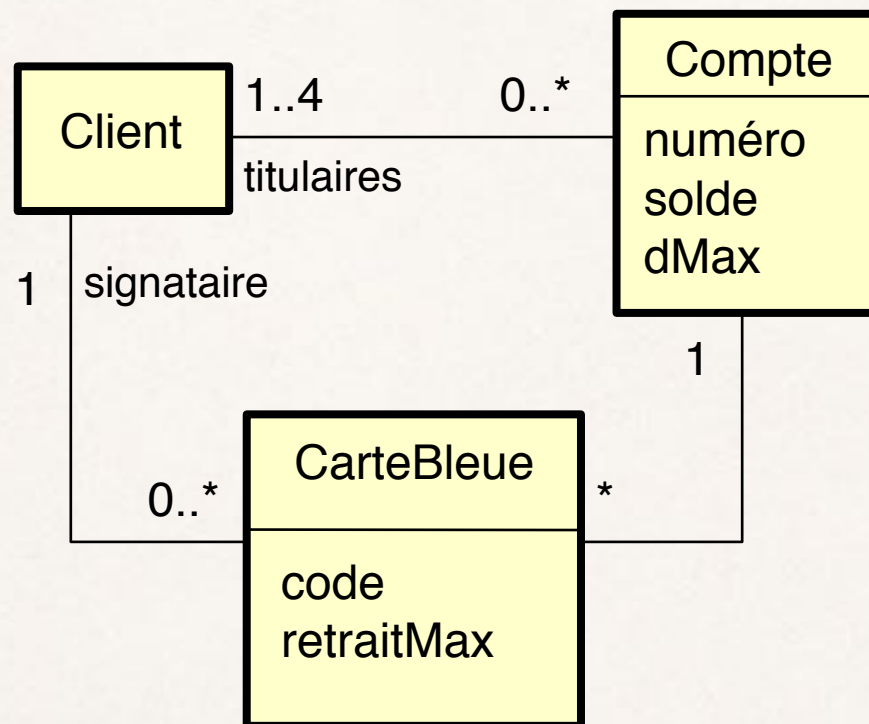 Compte
Client
1..4
0..*
titulaires
numéro
solde
dMax
1
signataire
1
CarteBleue
0..*
*
code
retraitMax